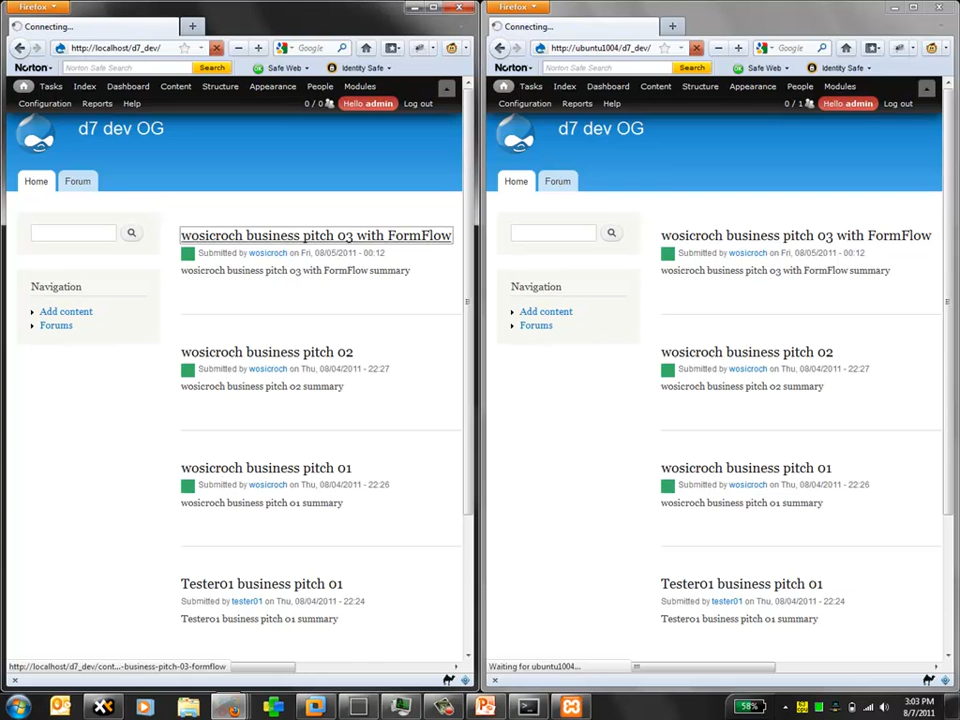 Firefox
Connecting...
http://localhost/d7_dev/
Google
Norton
Norton Safe Search
Search
Safe Web
Identity Safe
Tasks Index Dashboard Content Structure Appearance People Modules
Configuration Reports Help
0 / 0
Hello admin
Log out
d7 dev OG
Home
Forum
wosicroch business pitch 03 with FormFlow
Submitted by wosicroch on Fri, 08/05/2011 - 00:12
wosicroch business pitch 03 with FormFlow summary
Navigation
Add content
Forums
wosicroch business pitch 02
Submitted by wosicroch on Thu, 08/04/2011 - 22:27
wosicroch business pitch 02 summary
wosicroch business pitch 01
Submitted by wosicroch on Thu, 08/04/2011 - 22:26
wosicroch business pitch 01 summary
Tester01 business pitch 01
Submitted by tester01 on Thu, 08/04/2011 - 22:24
Tester01 business pitch 01 summary
http://localhost/d7_dev/cont...-business-pitch-03-formflow
Firefox
Connecting...
http://ubuntu1004/d7_dev/
Google
Norton
Norton Safe Search
Search
Safe Web
Identity Safe
Tasks Index Dashboard Content Structure Appearance People Modules
Configuration Reports Help
0 / 1
Hello admin
Log out
d7 dev OG
Home
Forum
wosicroch business pitch 03 with FormFlow
Submitted by wosicroch on Fri, 08/05/2011 - 00:12
wosicroch business pitch 03 with FormFlow summary
Navigation
Add content
Forums
wosicroch business pitch 02
Submitted by wosicroch on Thu, 08/04/2011 - 22:27
wosicroch business pitch 02 summary
wosicroch business pitch 01
Submitted by wosicroch on Thu, 08/04/2011 - 22:26
wosicroch business pitch 01 summary
Tester01 business pitch 01
Submitted by tester01 on Thu, 08/04/2011 - 22:24
Tester01 business pitch 01 summary
Waiting for ubuntu1004...
58%
3:03 PM
8/7/2011